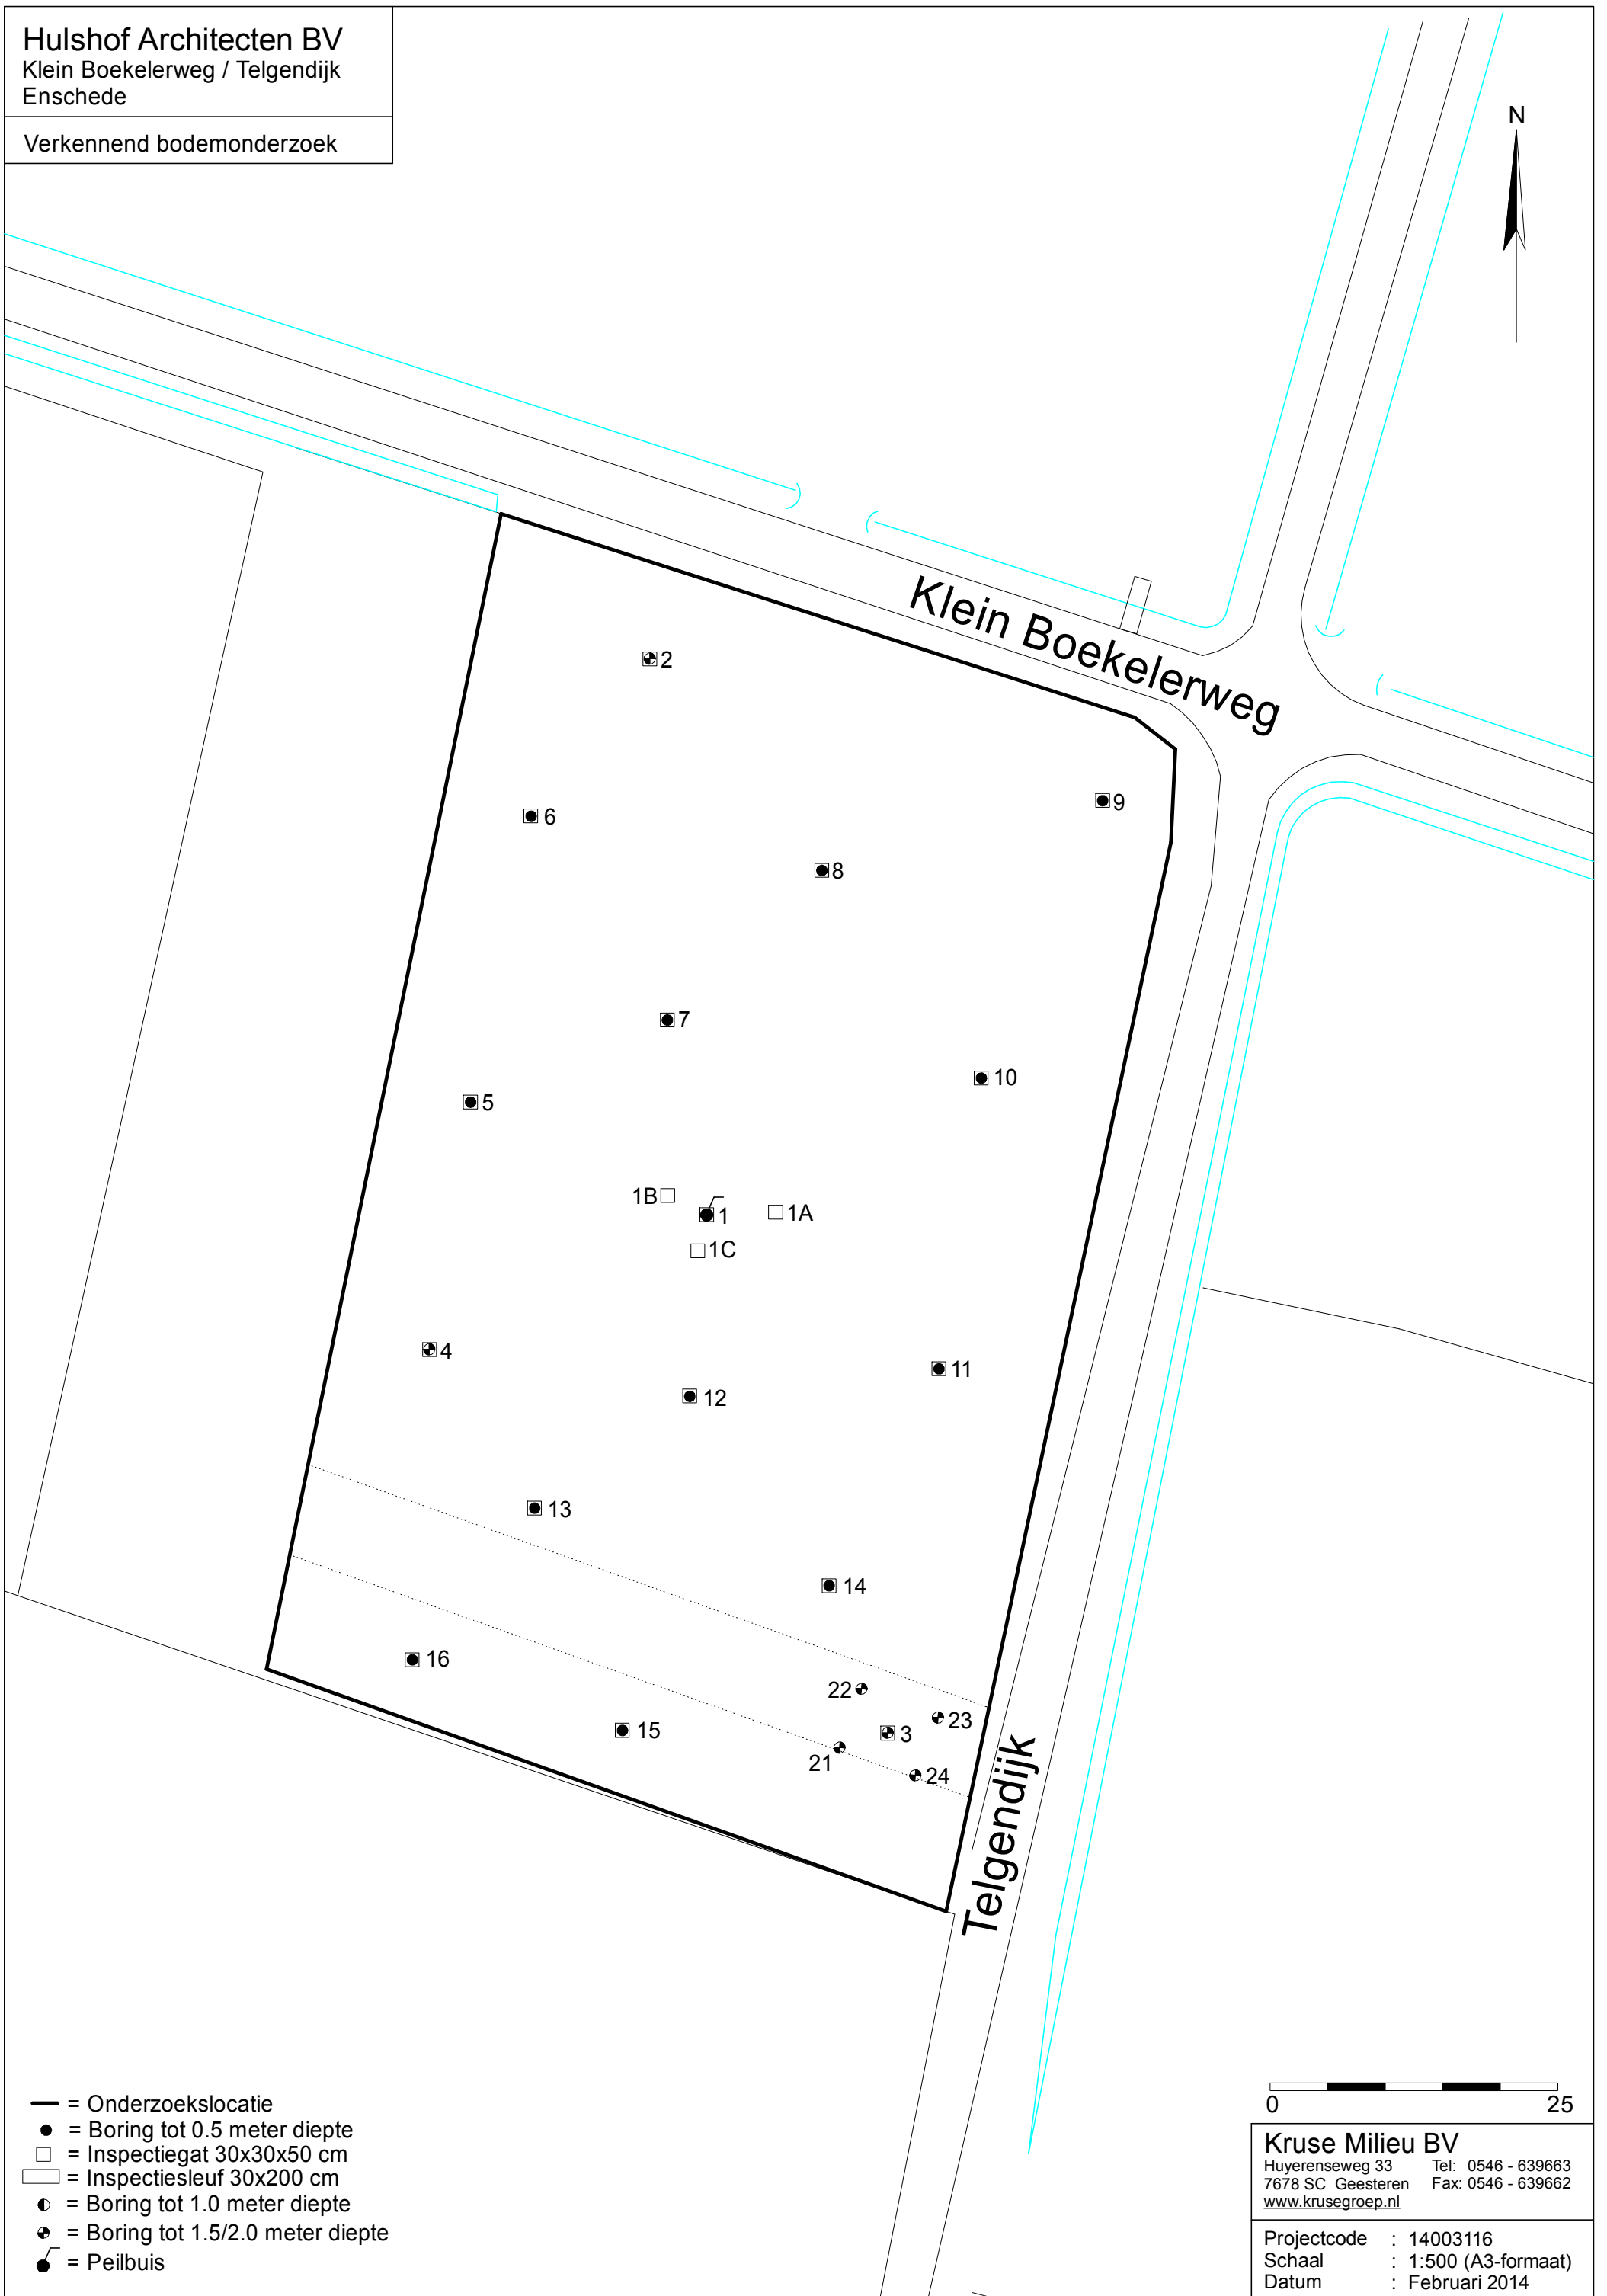 Hulshof Architecten BV
Klein Boekelerweg / Telgendijk
Enschede
Verkennend bodemonderzoek
N
Klein Boekelerweg
2
9
6
8
7
10
5
1B
1
1A
1C
4
11
12
13
14
16
22
23
15
3
21
24
Telgendijk
= Onderzoekslocatie
= Boring tot 0.5 meter diepte
= Inspectiegat 30x30x50 cm
= Inspectiesleuf 30x200 cm
= Boring tot 1.0 meter diepte
= Boring tot 1.5/2.0 meter diepte
= Peilbuis
0 25
Kruse Milieu BV
Huyerenseweg 33 Tel: 0546 - 639663
7678 SC Geesteren Fax: 0546 - 639662
www.krusegroep.nl
Projectcode : 14003116
Schaal : 1:500 (A3-formaat)
Datum : Februari 2014